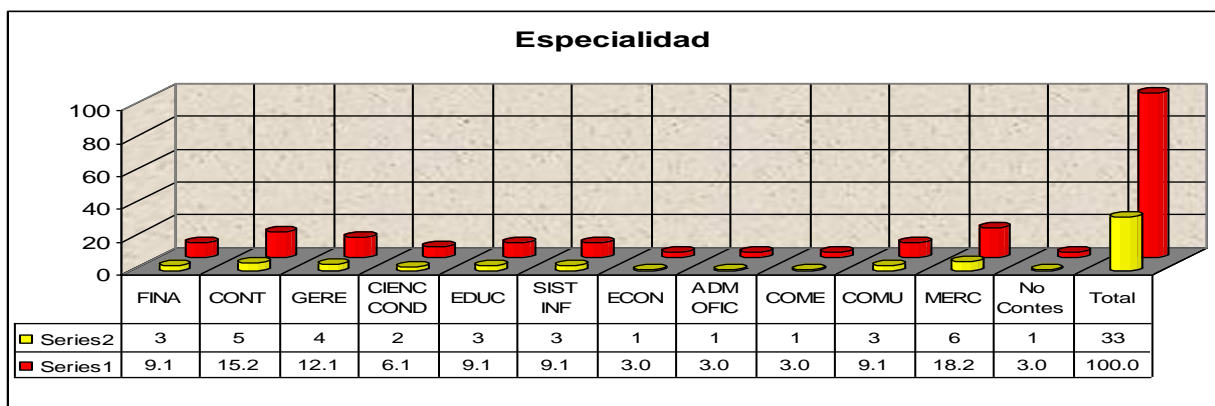 Especialidad
100
80
60
40
20
0
FINA CONT GERE CIENC COND EDUC SIST INF ECON ADM OFIC COME COMU MERC No Contes Total
Series2 3 5 4 2 3 3 1 1 1 3 6 1 33
Series1 9.1 15.2 12.1 6.1 9.1 9.1 3.0 3.0 3.0 9.1 18.2 3.0 100.0